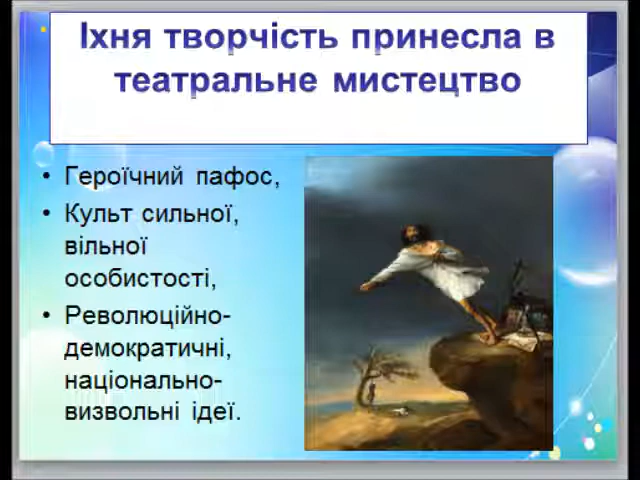 Їхня творчість принесла в
театральне мистецтво
• Героїчний пафос,
• Культ сильної,
вільної
особистості,
• Революційно-
демократичні,
національно-
визвольні ідеї.